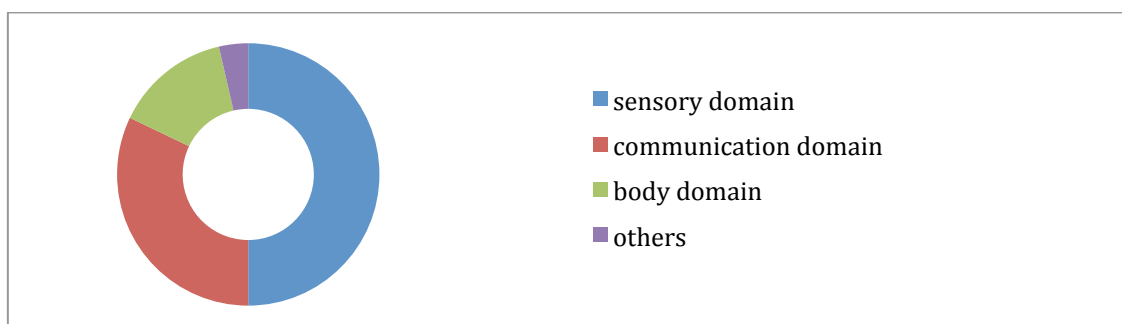 sensory domain
communication domain
body domain
others